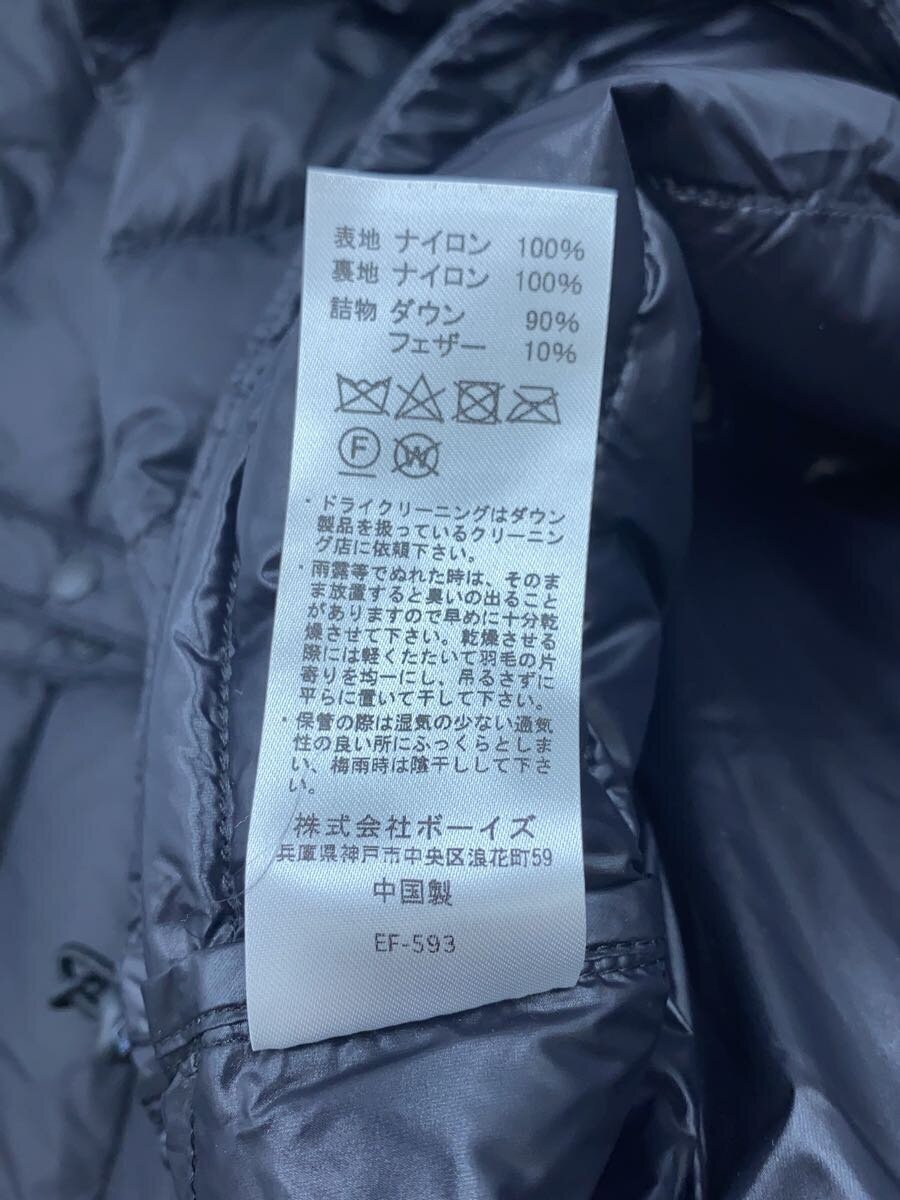 表地 ナイロン 100%
裏地 ナイロン 100%
詰物 ダウン 90%
フェザー 10%
F W
・ドライクリーニングはダウン
製品を扱っているクリーニン
グ店に依頼下さい。
・雨露等でぬれた時は、そのま
ま放置すると臭いの出ること
がありますので早めに十分乾
燥させて下さい。乾燥させる
際には軽くたたいて羽毛の片
寄りを均一にし、吊るさずに
平らに置いて干して下さい。
・保管の際は湿気の少ない通気
性の良い所にふっくらとしま
い、梅雨時は陰干しして下さ
い。
株式会社ボーイズ
兵庫県神戸市中央区浪花町59
中国製
EF-593